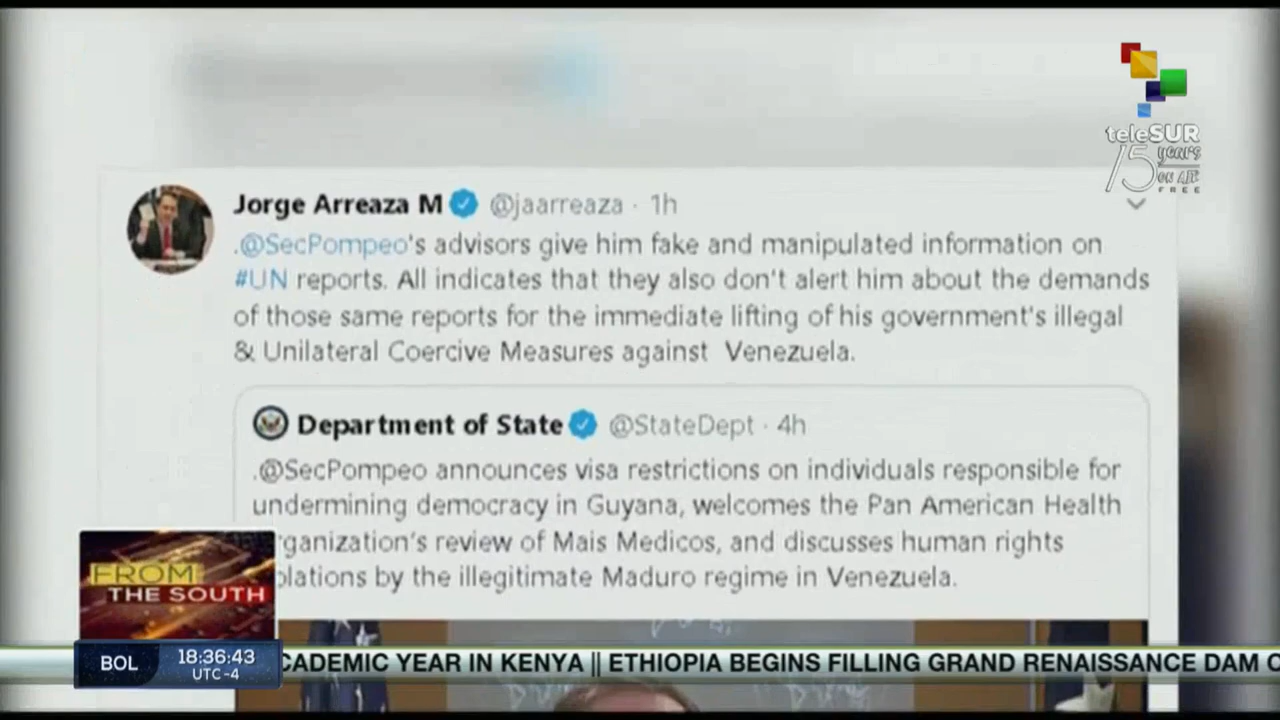 teleSUR
15 years
ON AIR
FREE
Jorge Arreaza M @jaarreaza · 1h
.@SecPompeo's advisors give him fake and manipulated information on
#UN reports. All indicates that they also don't alert him about the demands
of those same reports for the immediate lifting of his government's illegal
& Unilateral Coercive Measures against Venezuela.
Department of State @StateDept · 4h
.@SecPompeo announces visa restrictions on individuals responsible for
undermining democracy in Guyana, welcomes the Pan American Health
rganization's review of Mais Medicos, and discusses human rights
olations by the illegitimate Maduro regime in Venezuela.
FROM
THE SOUTH
BOL 18:36:43
UTC-4
CADEMIC YEAR IN KENYA || ETHIOPIA BEGINS FILLING GRAND RENAISSANCE DAM